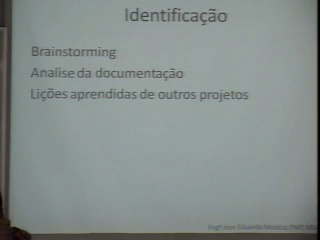 Identificação
Brainstorming
Analise da documentação
Lições aprendidas de outros projetos